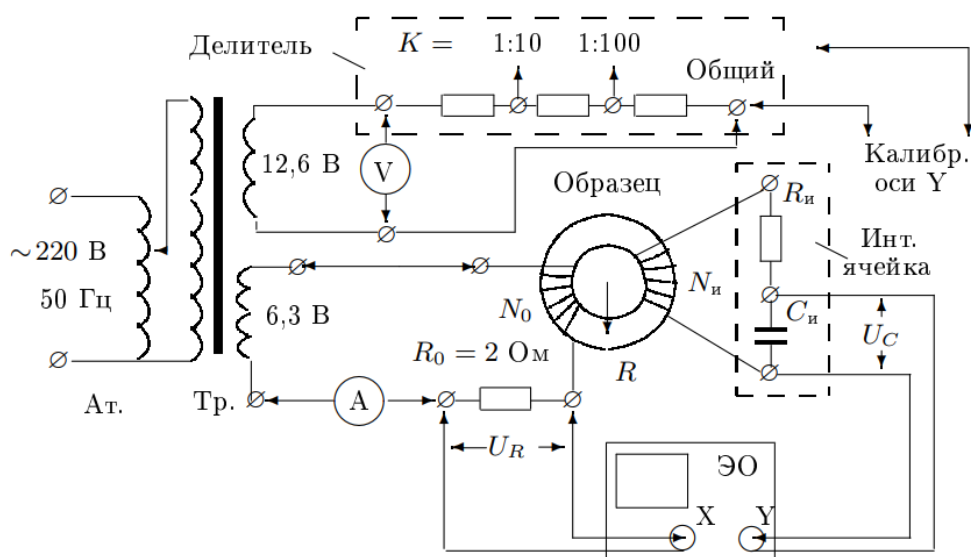 Делитель
K = 1:10 1:100
Общий
12,6 В
V
Калибр.
оси Y
Образец
Rи
Инт.
ячейка
∼220 В
50 Гц
6,3 В
N0
Nи
Cи
UC
R0 = 2 Ом
R
Ат.
Тр.
A
UR
ЭО
X
Y